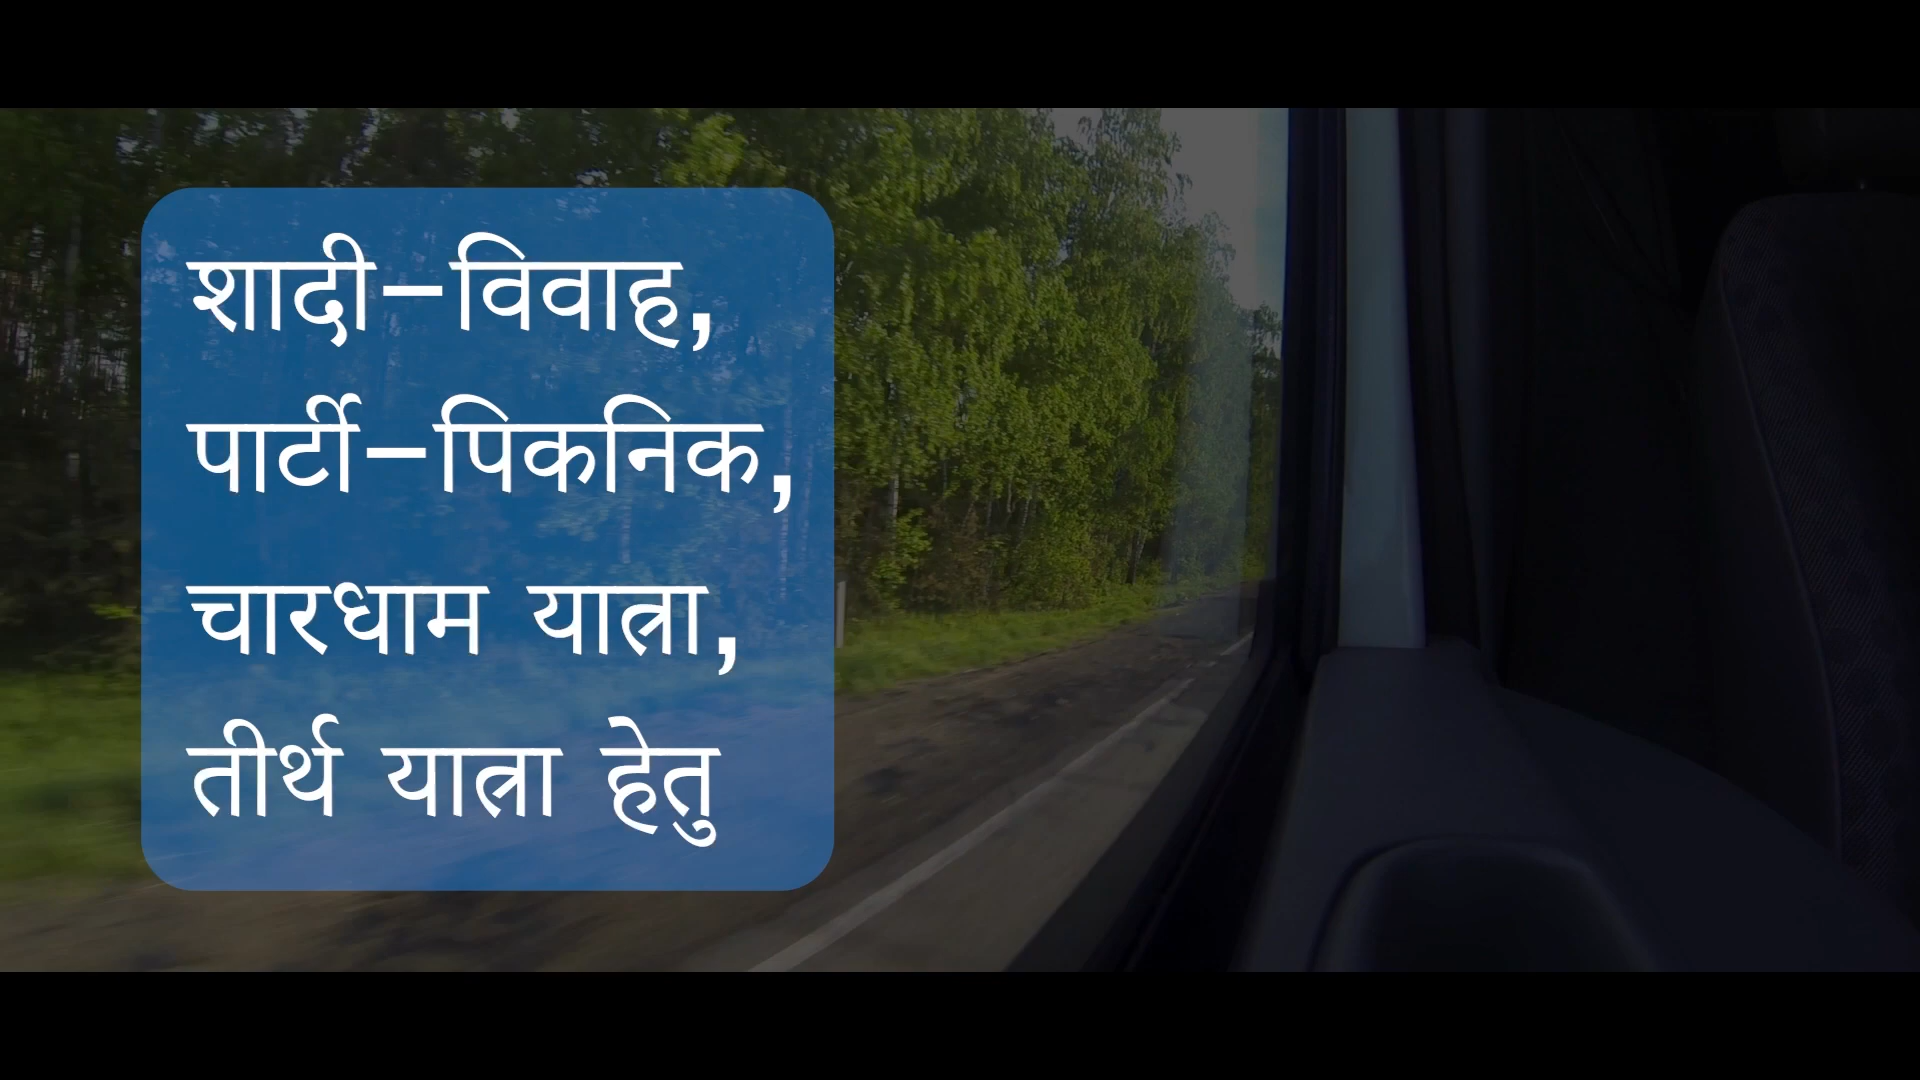 शादी-विवाह,
पार्टी-पिकनिक,
चारधाम यात्रा,
तीर्थ यात्रा हेतु